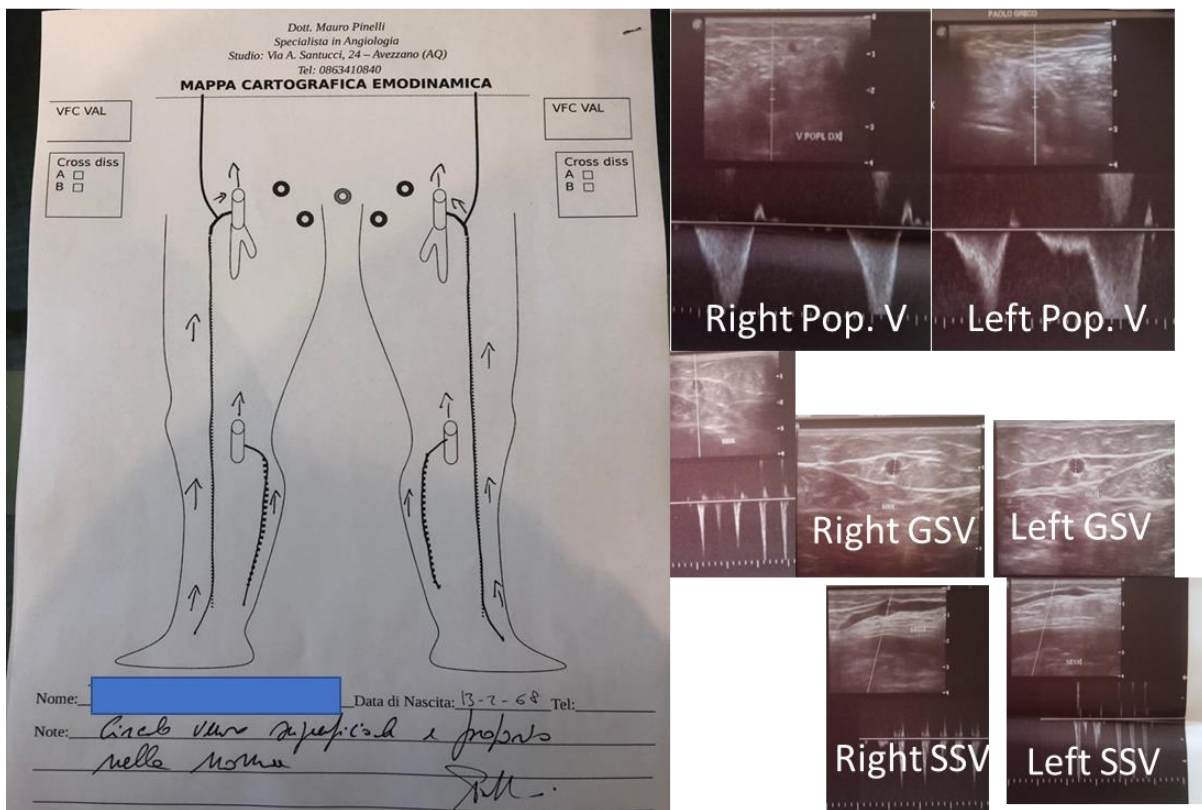 Dott. Mauro Pinelli
Specialista in Angiologia
Studio: Via A. Santucci, 24 – Avezzano (AQ)
Tel: 0863410840
MAPPA CARTOGRAFICA EMODINAMICA
VFC VAL
VFC VAL
Cross diss
A
B
Cross diss
A
B
Nome:
Data di Nascita: 13-2-68 Tel:
Note: Circolo venoso superficiale e profondo
nella norma
V POPL DX
Right Pop. V
PAOLO GRECO
Left Pop. V
Right GSV
Left GSV
Right SSV
Left SSV